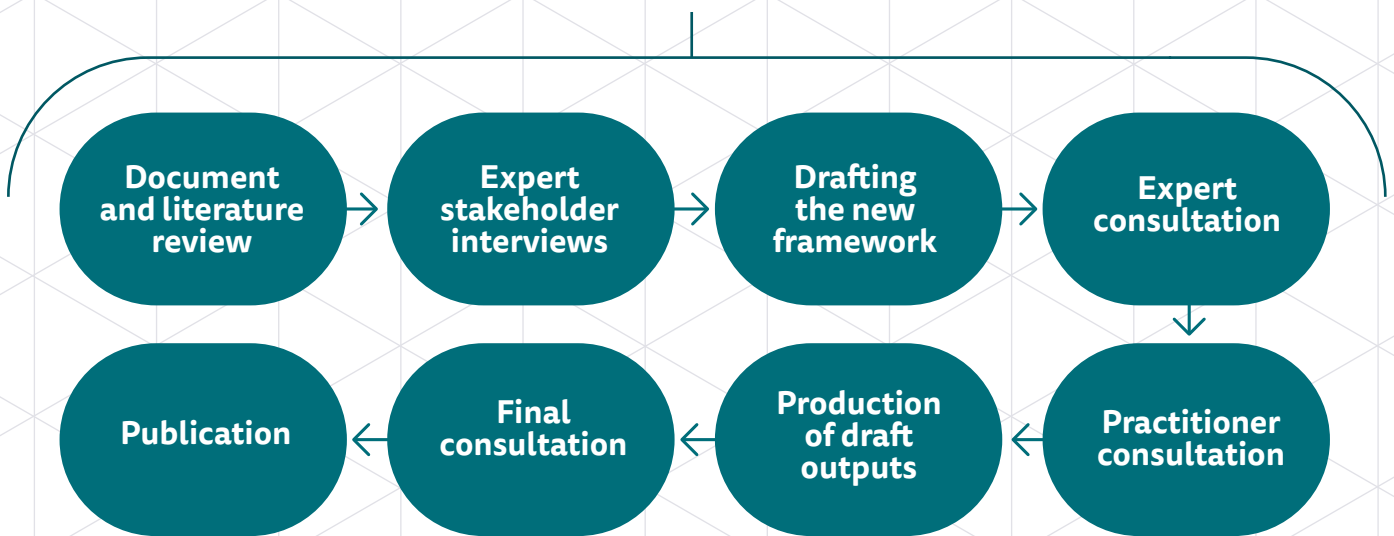 Document
and literature
review
Expert
stakeholder
interviews
Drafting
the new
framework
Expert
consultation
Practitioner
consultation
Production
of draft
outputs
Final
consultation
Publication